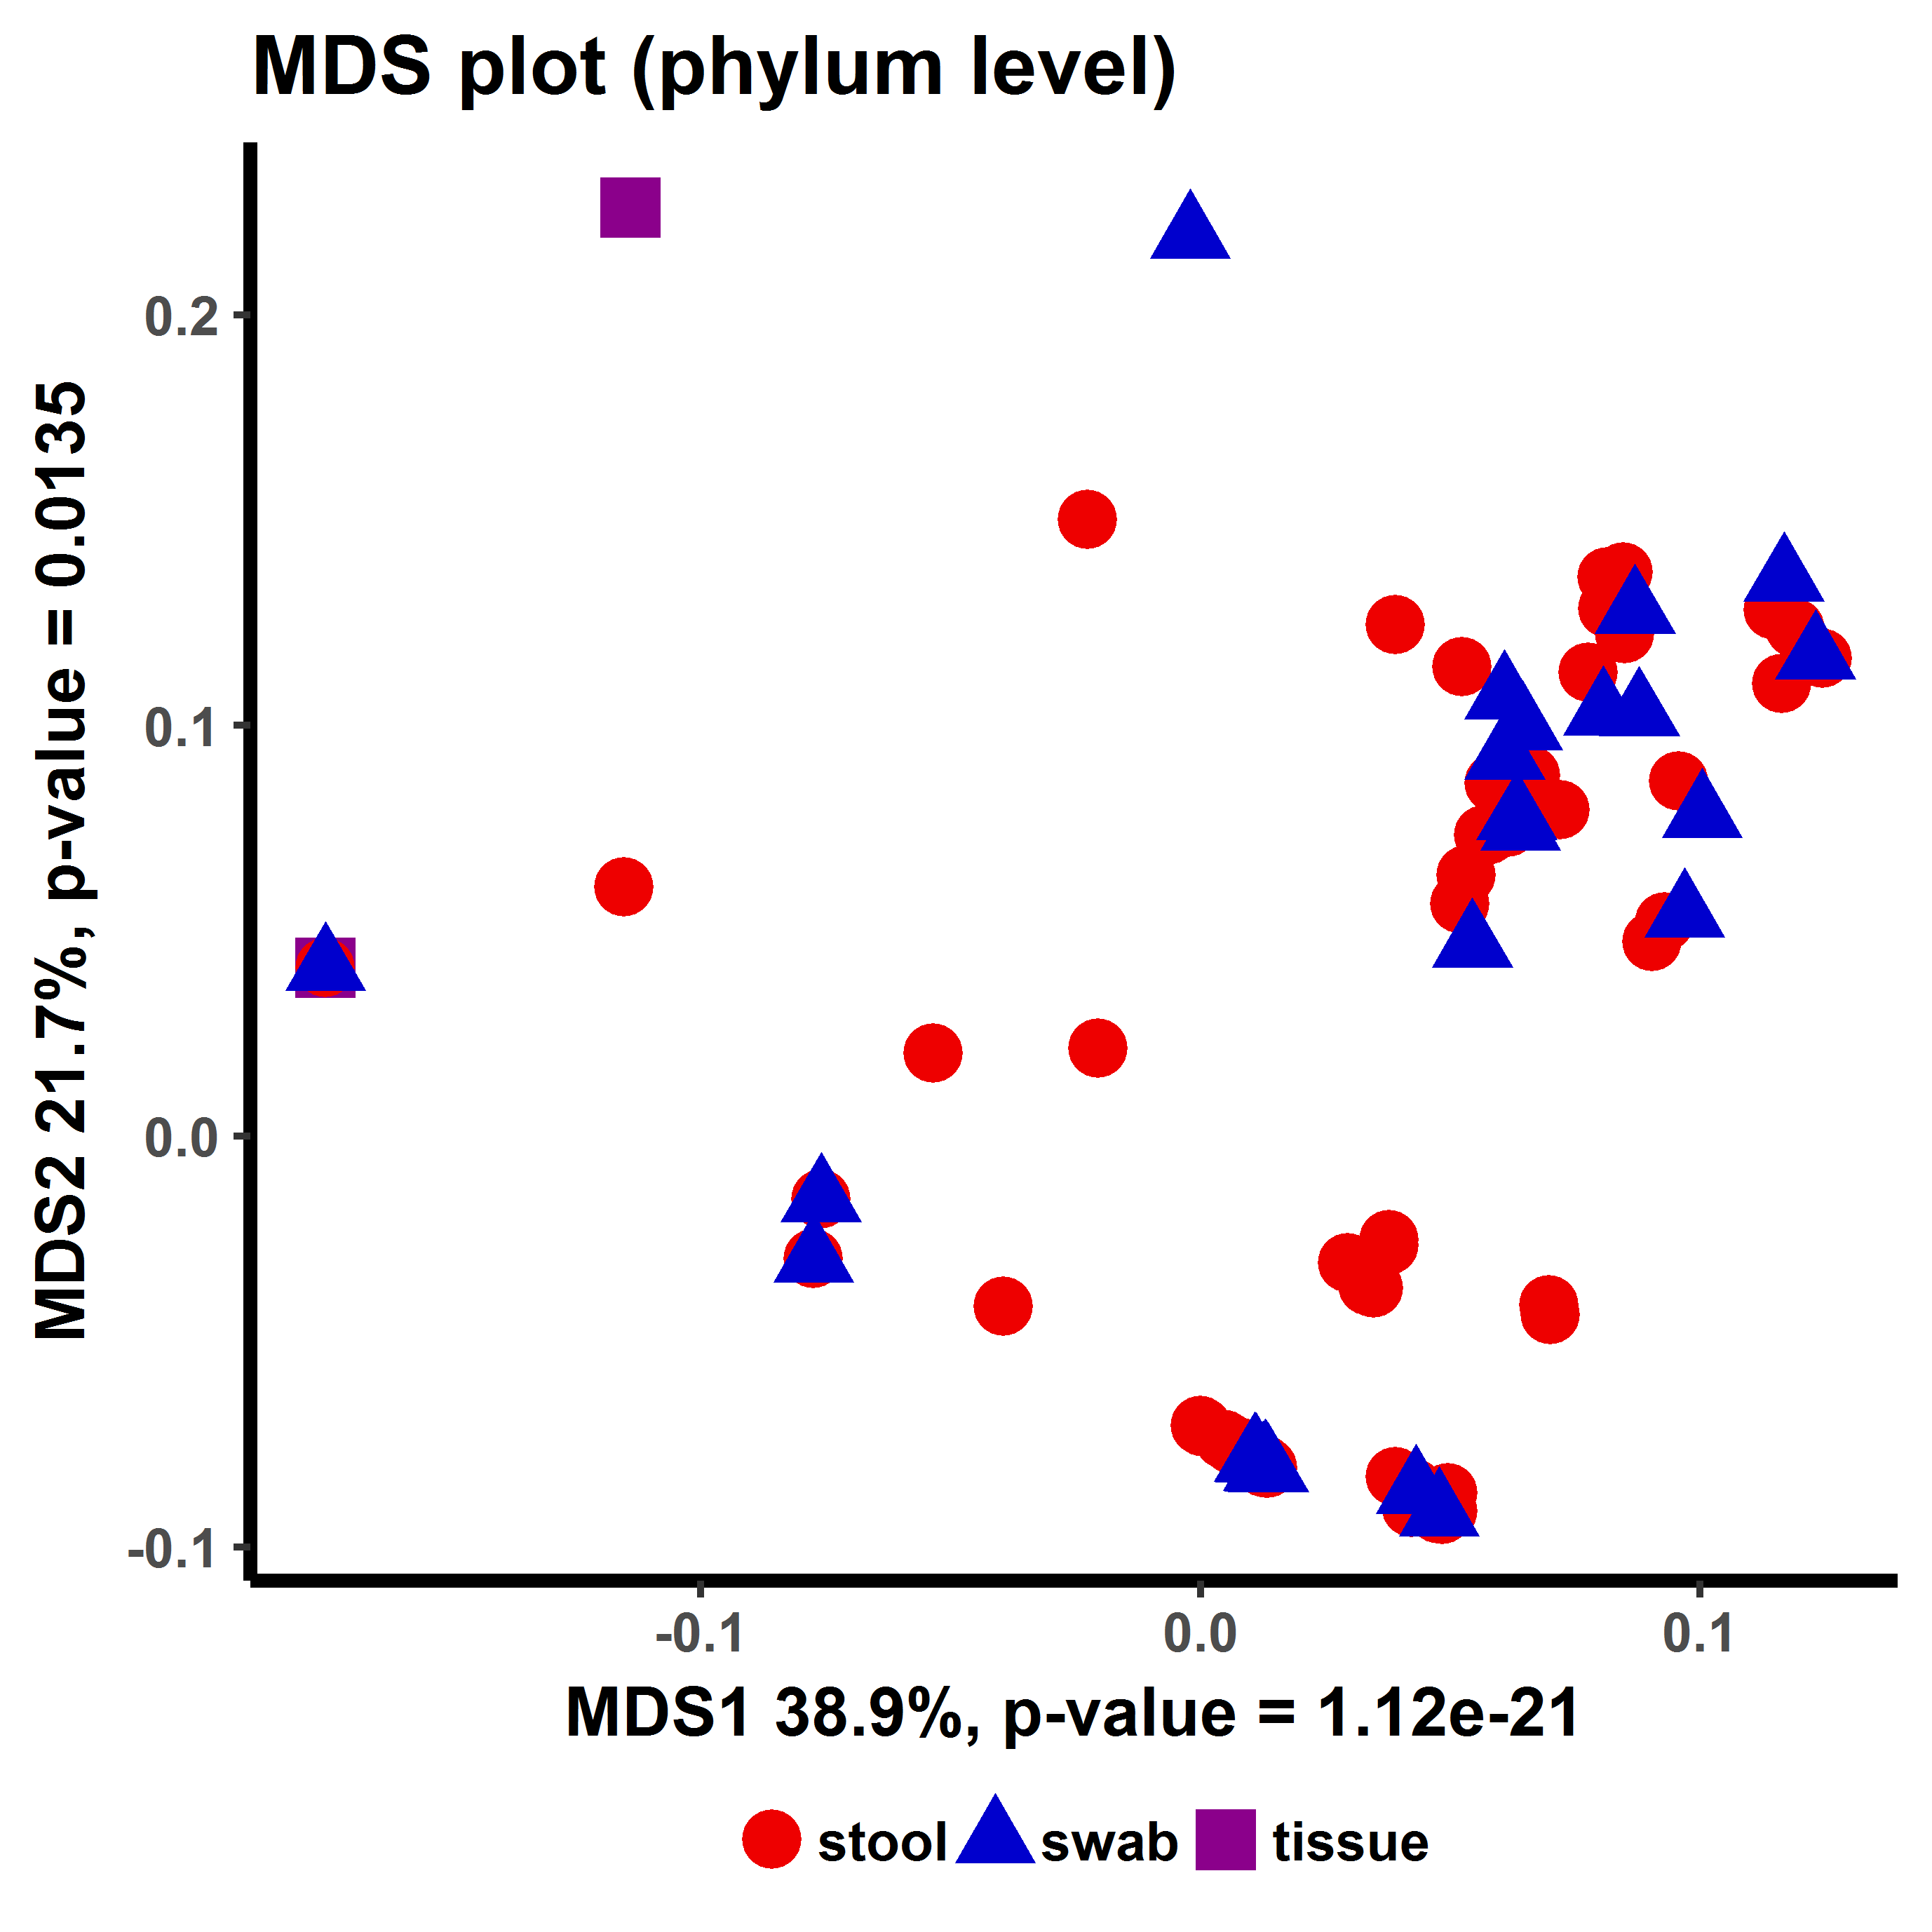 MDS plot (phylum level)
MDS2 21.7%, p-value = 0.0135
0.2
0.1
0.0
-0.1
-0.1 0.0 0.1
MDS1 38.9%, p-value = 1.12e-21
stool swab tissue